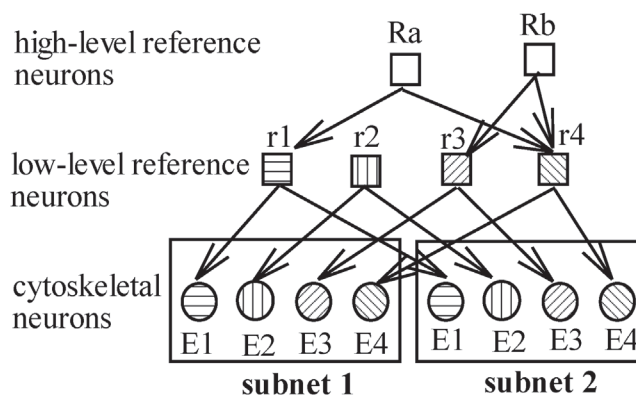 high-level reference
neurons
Ra
Rb
r1
r2
r3
r4
low-level reference
neurons
cytoskeletal
neurons
E1
E2
E3
E4
E1
E2
E3
E4
subnet 1
subnet 2